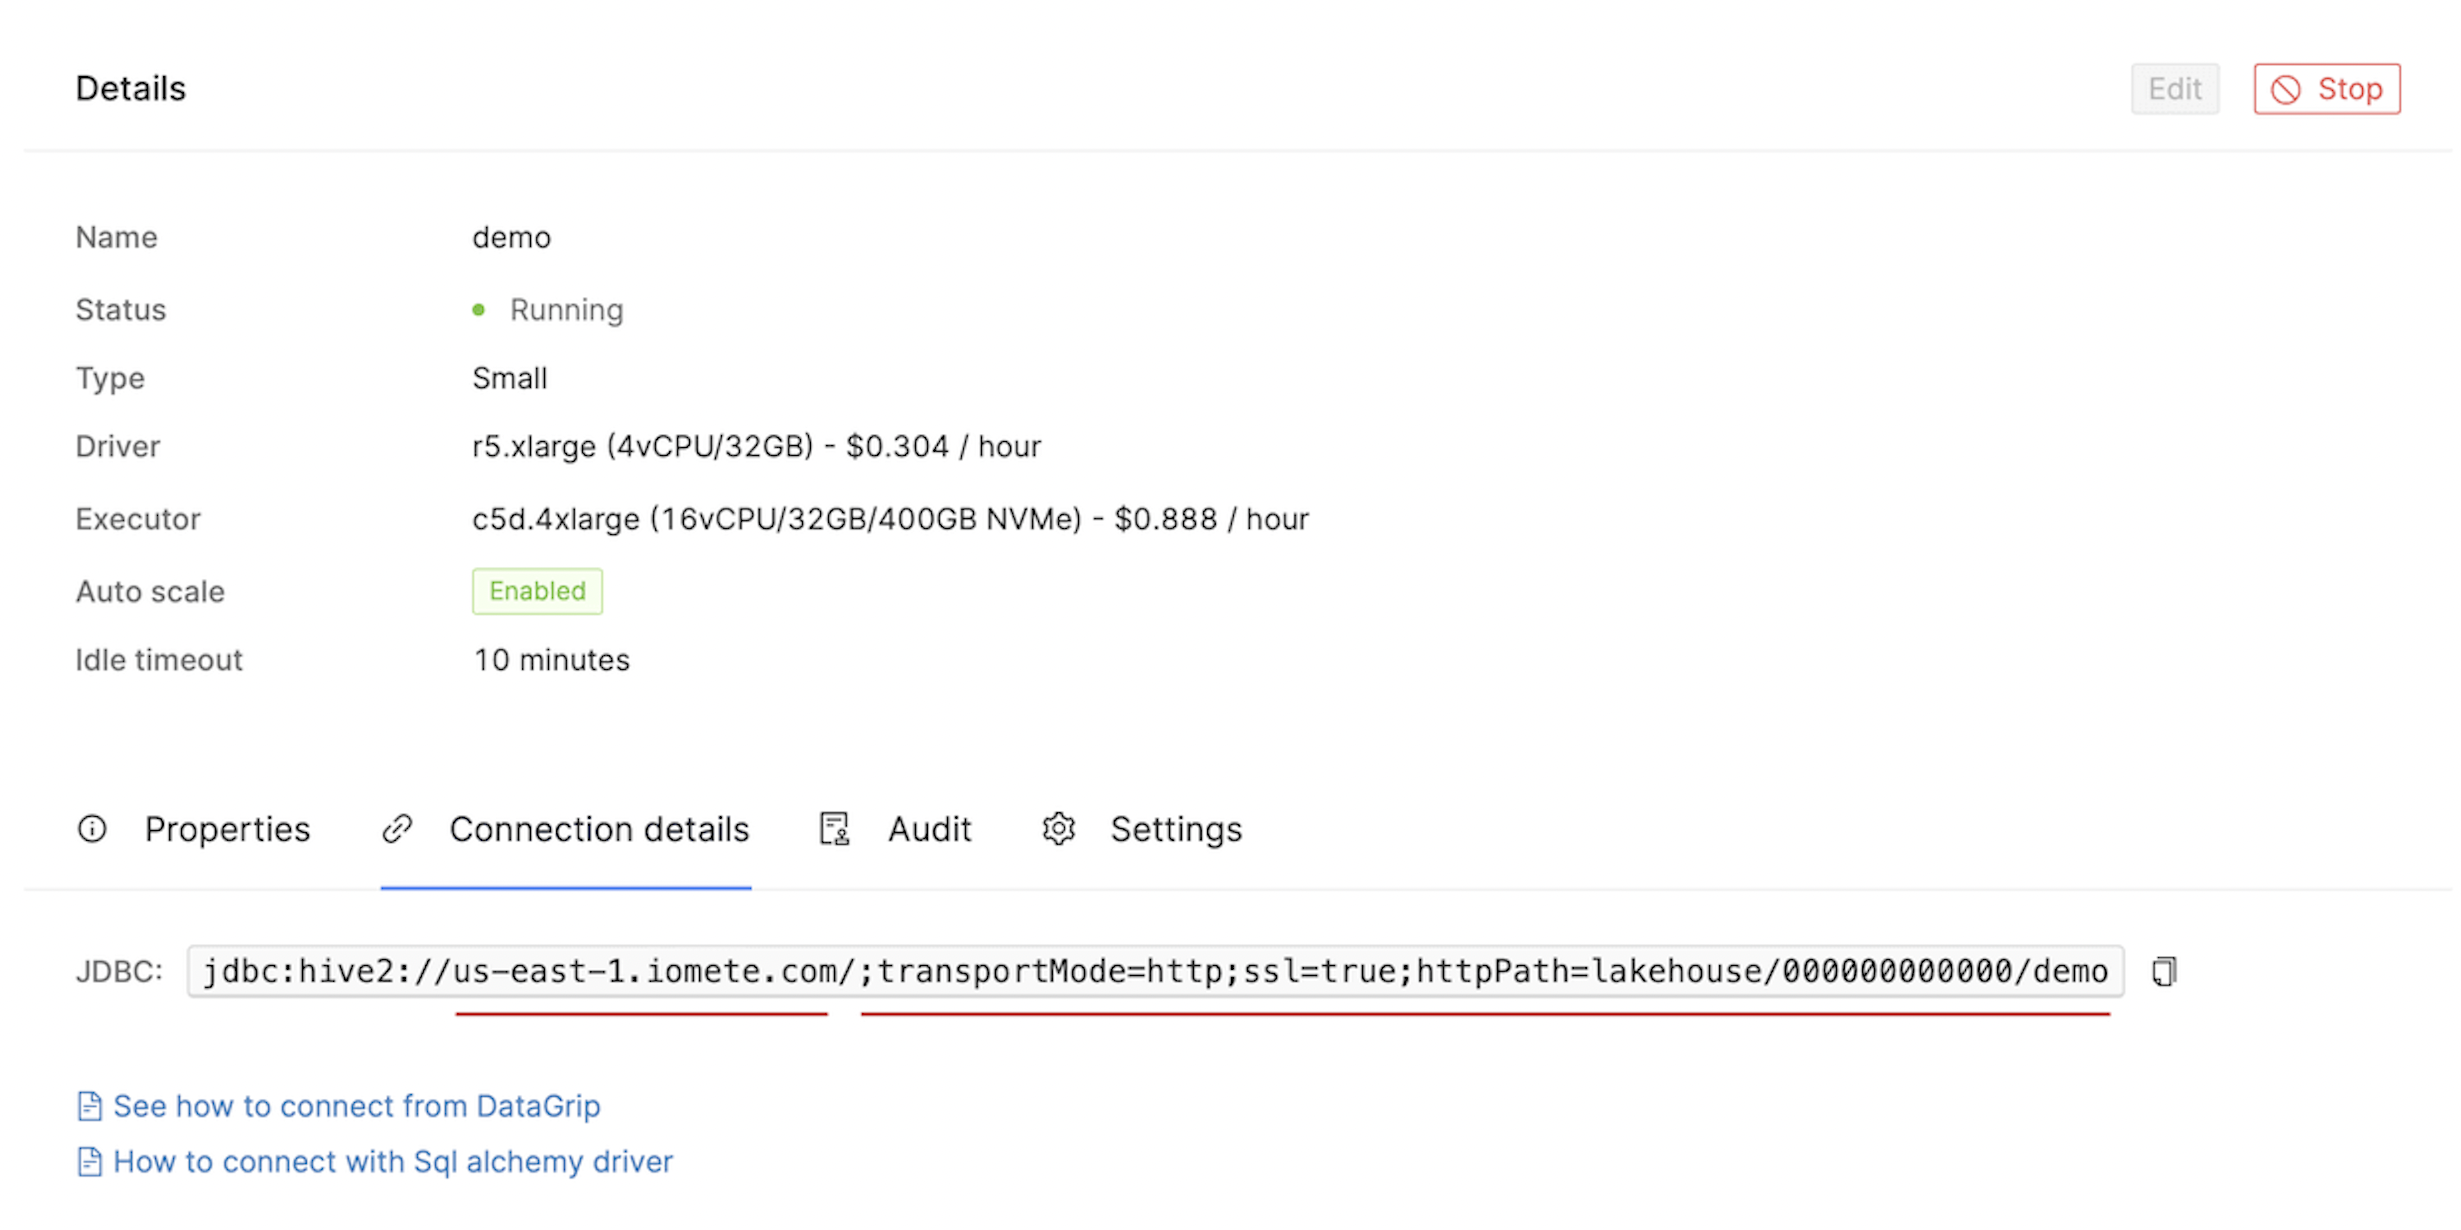 Details Edit Stop
Name demo
Status Running
Type Small
Driver r5.xlarge (4vCPU/32GB) - $0.304 / hour
Executor c5d.4xlarge (16vCPU/32GB/400GB NVMe) - $0.888 / hour
Auto scale Enabled
Idle timeout 10 minutes
Properties Connection details Audit Settings
JDBC: jdbc:hive2://us-east-1.iomete.com/;transportMode=http;ssl=true;httpPath=lakehouse/000000000000/demo
See how to connect from DataGrip
How to connect with Sql alchemy driver